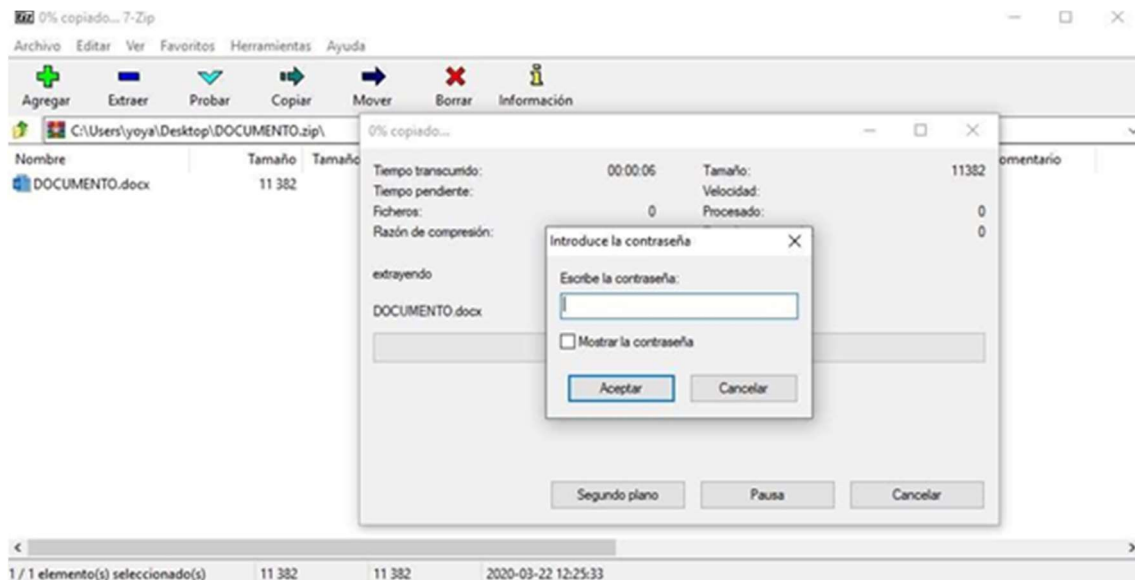 0% copiado... 7-Zip
Archivo Editar Ver Favoritos Herramientas Ayuda
Agregar Extraer Probar Copiar Mover Borrar Información
C:\Users\yoya\Desktop\DOCUMENTO.zip\
Nombre Tamaño Tamaño omentario
DOCUMENTO.docx 11 382
0% copiado...
Tiempo transcurrido: 00:00:06 Tamaño: 11382
Tiempo pendiente: Velocidad:
Ficheros: 0 Procesado: 0
Razón de compresión: 0
extrayendo
DOCUMENTO.docx
Introduce la contraseña
Escribe la contraseña:
Mostrar la contraseña
Aceptar Cancelar
Segundo plano Pausa Cancelar
1 / 1 elemento(s) seleccionado(s) 11 382 11 382 2020-03-22 12:25:33